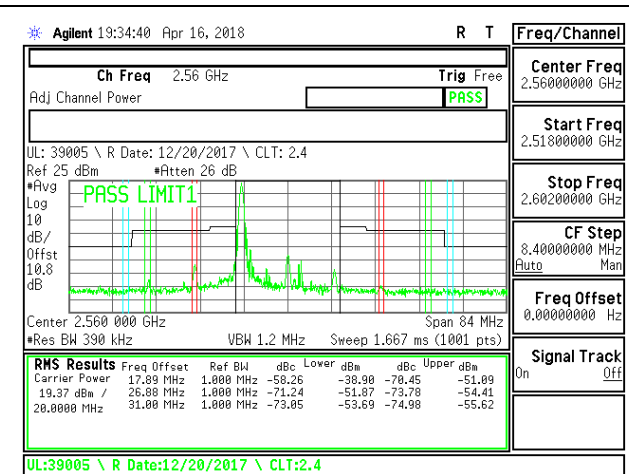 Agilent 19:34:40 Apr 16, 2018 R T
Freq/Channel
Ch Freq 2.56 GHz Trig Free
Adj Channel Power PASS
Center Freq
2.56000000 GHz
Start Freq
2.51800000 GHz
UL: 39005 \ R Date: 12/20/2017 \ CLT: 2.4
Ref 25 dBm #Atten 26 dB
#Avg
Log
10
dB/
Offst
10.8
dB
PASS LIMIT1
Stop Freq
2.60200000 GHz
CF Step
8.40000000 MHz
Auto Man
Freq Offset
0.00000000 Hz
Center 2.560 000 GHz Span 84 MHz
#Res BW 390 kHz VBW 1.2 MHz Sweep 1.667 ms (1001 pts)
Signal Track
On Off
RMS Results Freq Offset Ref BW dBc Lower dBm dBc Upper dBm
Carrier Power 17.89 MHz 1.000 MHz -58.26 -38.90 -70.45 -51.09
19.37 dBm / 26.88 MHz 1.000 MHz -71.24 -51.87 -73.78 -54.41
20.0000 MHz 31.00 MHz 1.000 MHz -73.05 -53.69 -74.98 -55.62
UL:39005 \ R Date:12/20/2017 \ CLT:2.4